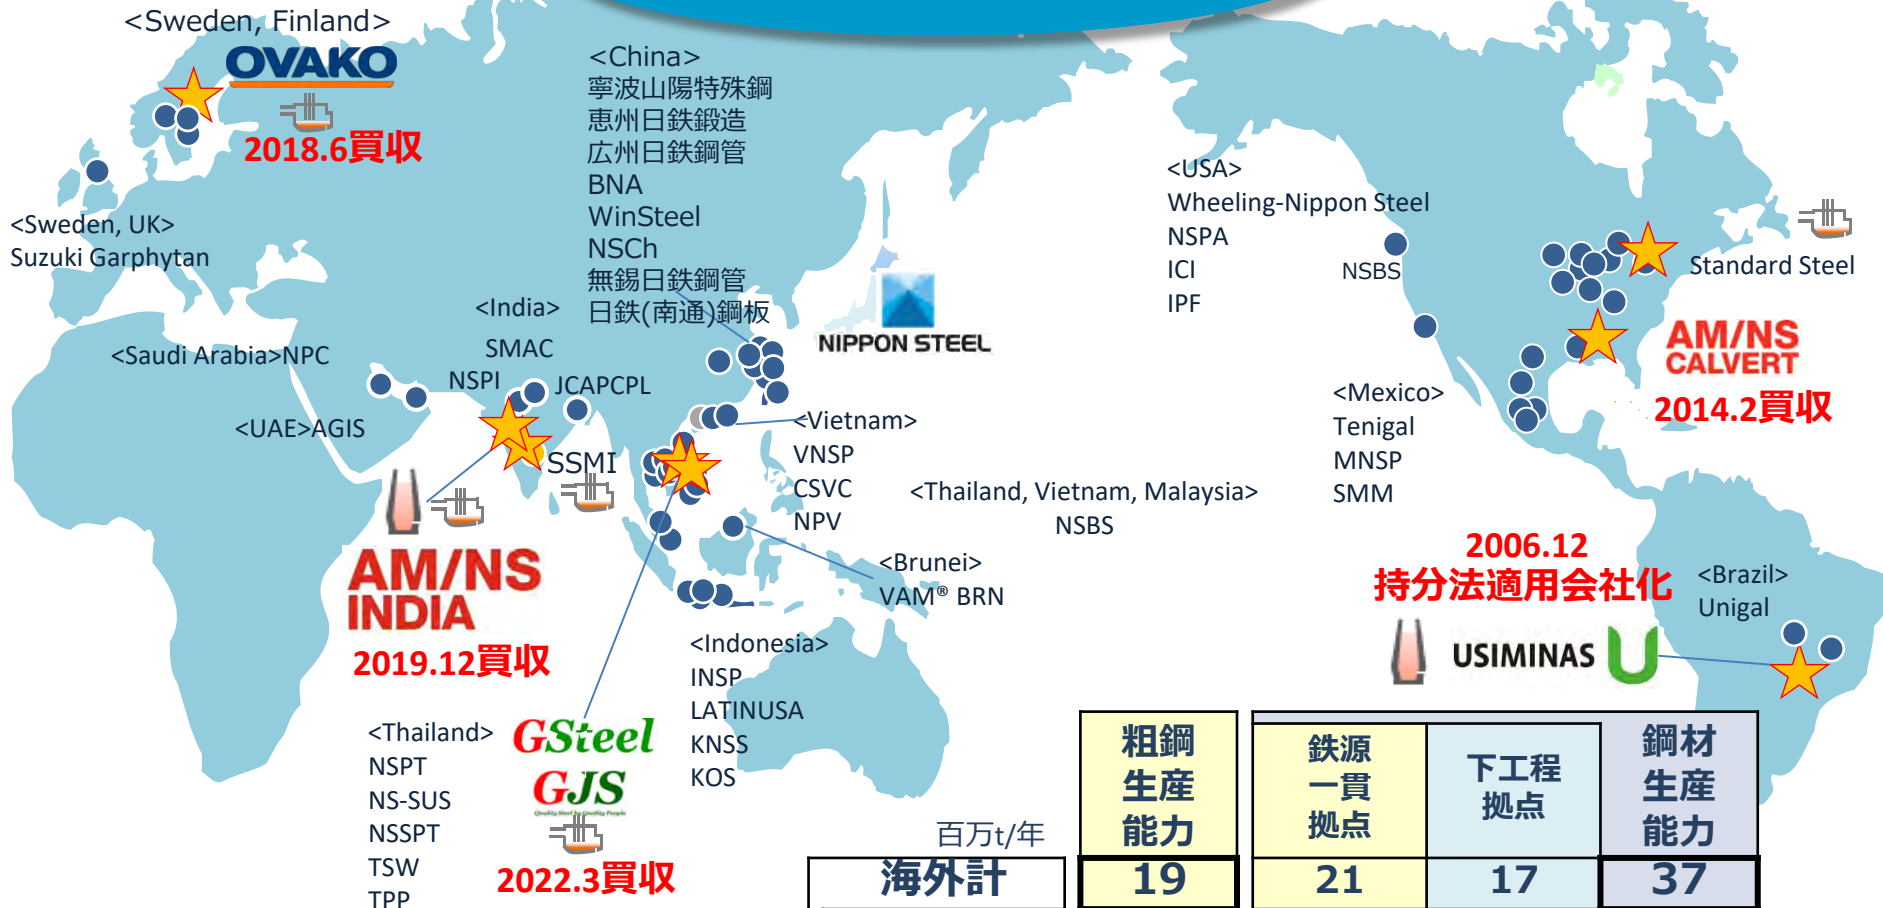 <Sweden, Finland>
OVAKO
2018.6買収
<Sweden, UK>
Suzuki Garphytan
<China>
寧波山陽特殊鋼
恵州日鉄鍛造
広州日鉄鋼管
BNA
WinSteel
NSCh
無錫日鉄鋼管
日鉄(南通)鋼板
NIPPON STEEL
<India>
SMAC
NSPI
JCAPCPL
<Saudi Arabia>NPC
<UAE>AGIS
SSMI
AM/NS
INDIA
2019.12買収
<Vietnam>
VNSP
CSVC
NPV
<Thailand, Vietnam, Malaysia>
NSBS
<Brunei>
VAM® BRN
<Indonesia>
INSP
LATINUSA
KNSS
KOS
<Thailand>
NSPT
NS-SUS
NSSPT
TSW
TPP
GSteel
GJS
Quality Steel by Quality People
2022.3買収
<USA>
Wheeling-Nippon Steel
NSPA
ICI
IPF
NSBS
Standard Steel
AM/NS
CALVERT
2014.2買収
<Mexico>
Tenigal
MNSP
SMM
2006.12
持分法適用会社化
USIMINAS
<Brazil>
Unigal
百万t/年
粗鋼
生産
能力
鉄源
一貫
拠点
下工程
拠点
鋼材
生産
能力
海外計 19 21 17 37